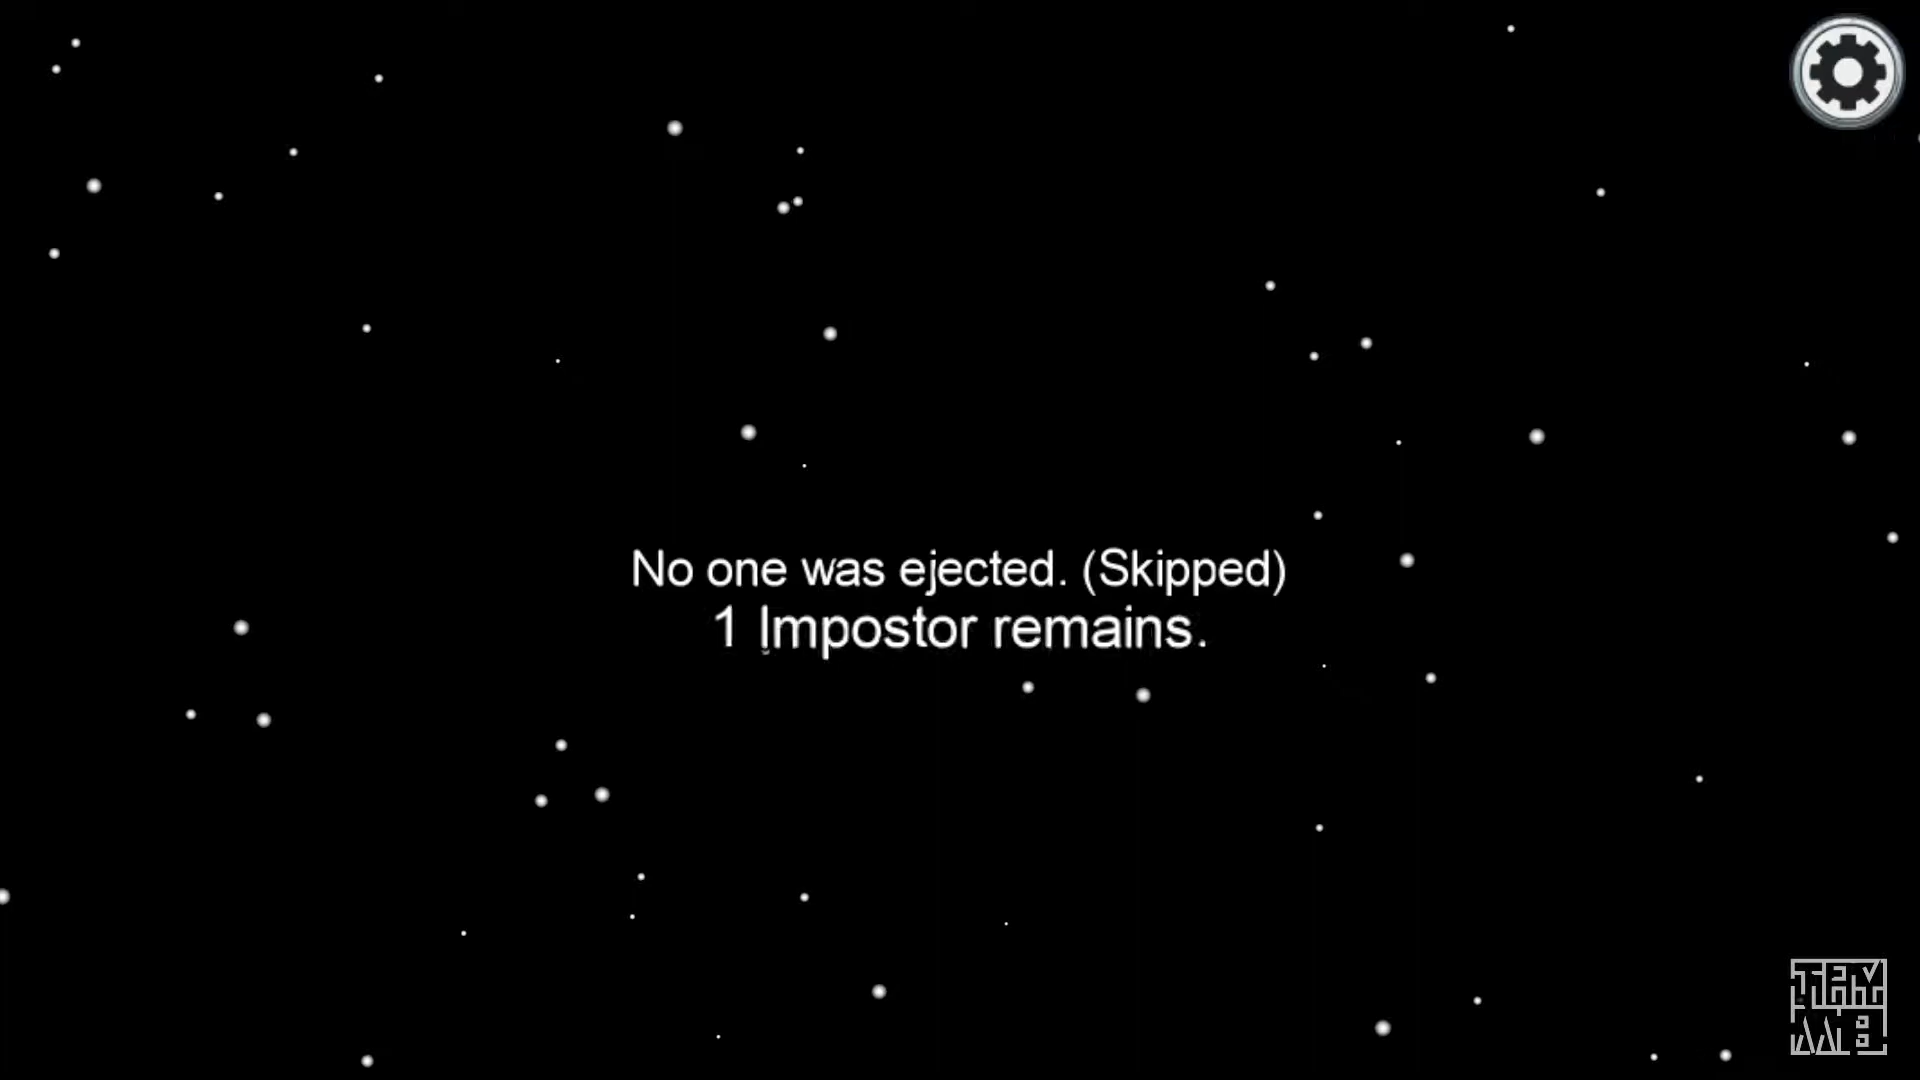 No one was ejected. (Skipped)
1 Impostor remains.